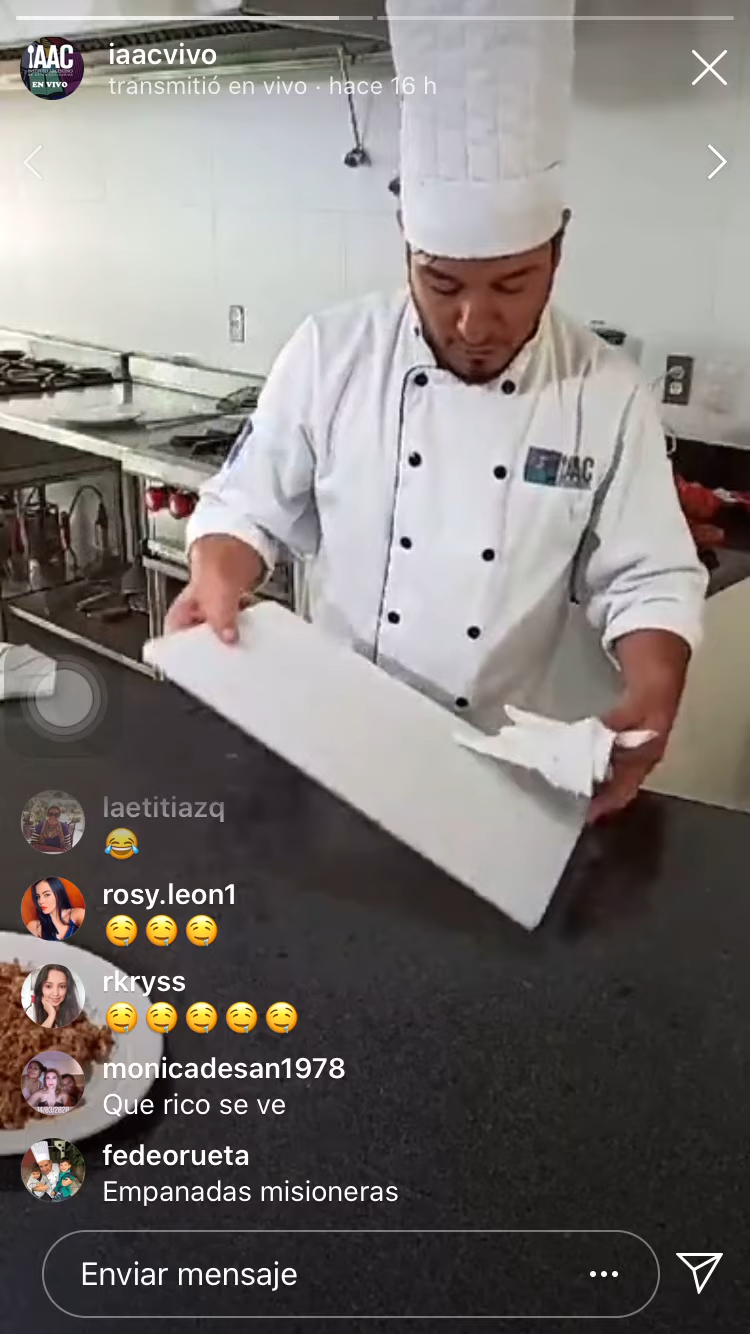 IAAC
EN VIVO
iaacvivo
transmitió en vivo · hace 16 h
IAAC
laetitiazq
😂
rosy.leon1
🤤🤤🤤
rkryss
🤤🤤🤤🤤🤤
monicadesan1978
Que rico se ve
fedeorueta
Empanadas misioneras
Enviar mensaje